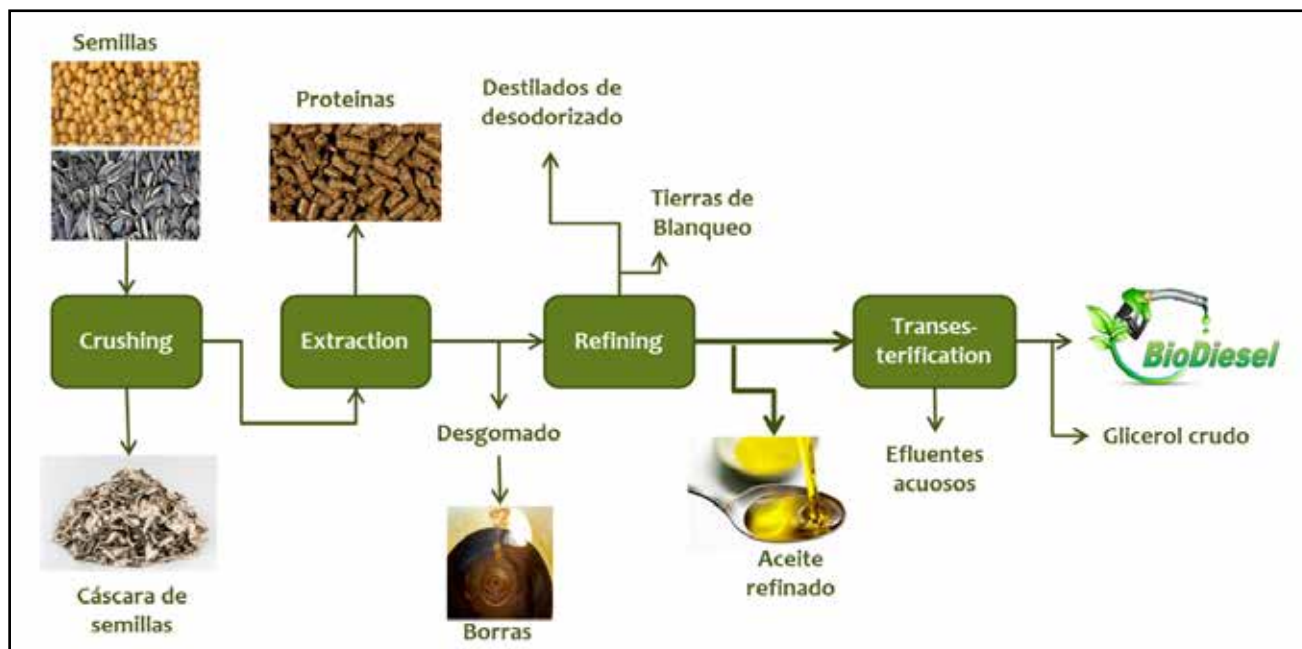 Semillas
Proteinas
Destilados de
desodorizado
Tierras de
Blanqueo
Crushing
Extraction
Refining
Transes-
terification
BioDiesel
Desgomado
Glicerol crudo
Efluentes
acuosos
Cáscara de
semillas
Borras
Aceite
refinado